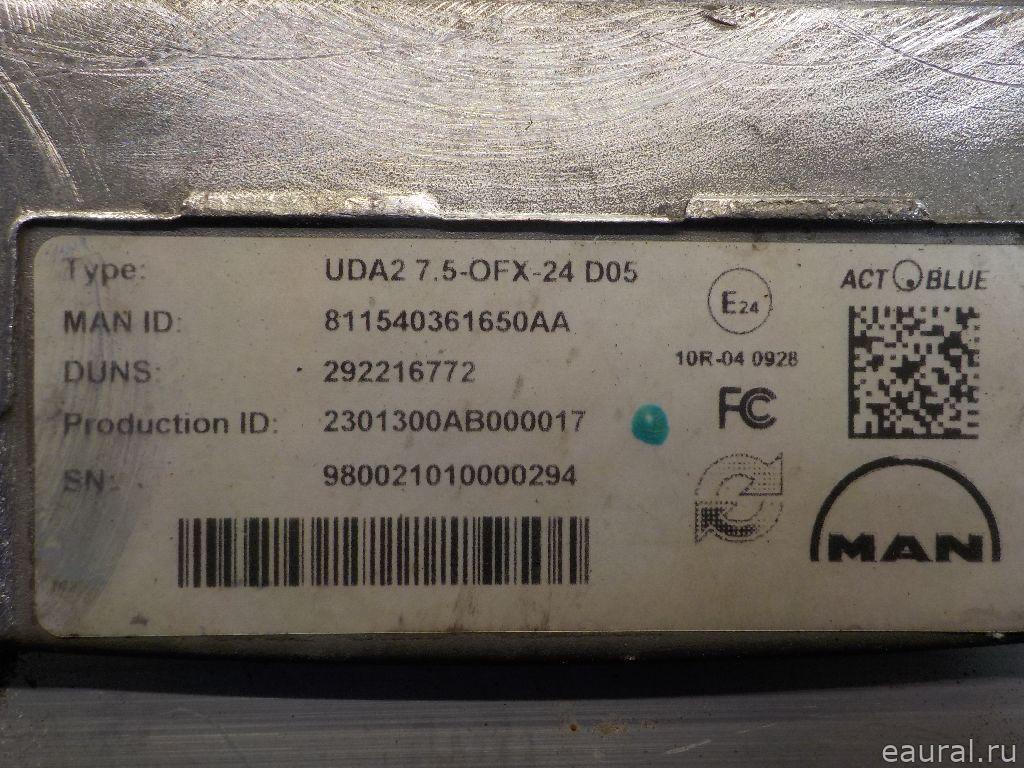 Type: UDA2 7.5-OFX-24 D05
MAN ID: 811540361650AA
DUNS: 292216772
Production ID: 2301300AB000017
SN: 980021010000294
E24
10R-04 0928
FC
ACT BLUE
MAN
eaural.ru